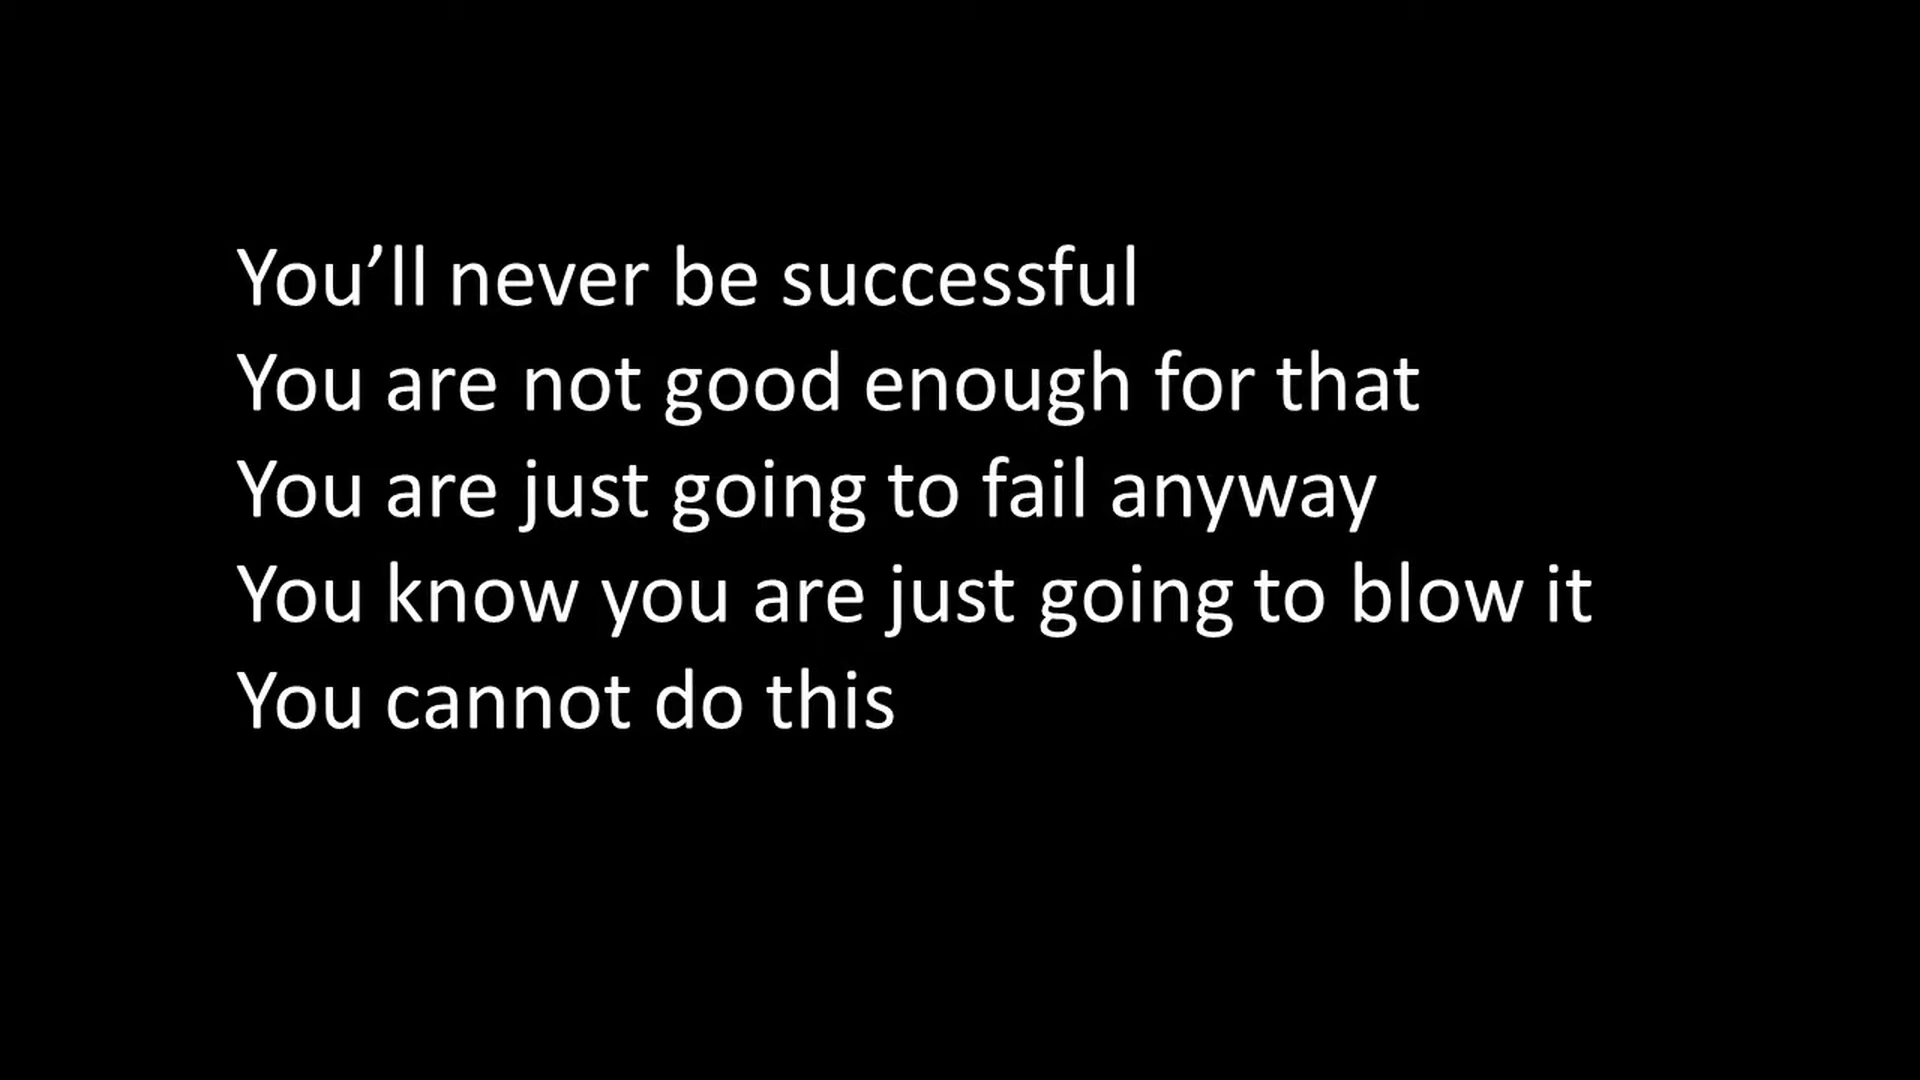 You’ll never be successful
You are not good enough for that
You are just going to fail anyway
You know you are just going to blow it
You cannot do this